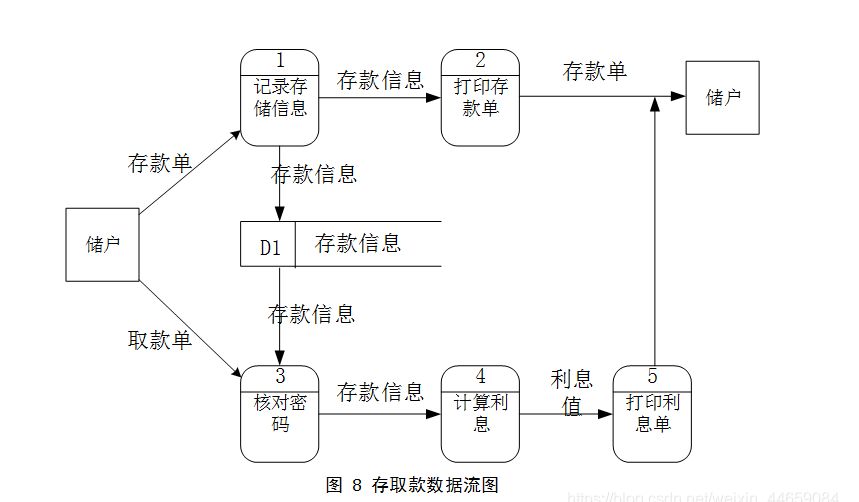 1
记录存
储信息
存款信息
2
打印存
款单
存款单
储户
存款单
存款信息
储户
D1
存款信息
取款单
存款信息
3
核对密
码
存款信息
4
计算利
息
利息
值
5
打印利
息单
图 8 存取款数据流图
https://blog.csdn.net/weixin_44659084